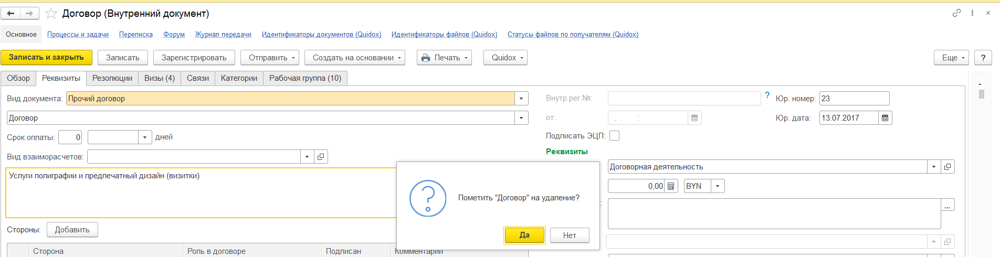 Договор (Внутренний документ)
Основное Процессы и задачи Переписка Форум Журнал передачи Идентификаторы документов (Quidox) Идентификаторы файлов (Quidox) Статусы файлов по получателям (Quidox)
Записать и закрыть Записать Зарегистрировать Отправить Создать на основании Печать Quidox Еще ?
Обзор Реквизиты Резолюции Визы (4) Связи Категории Рабочая группа (10)
Вид документа: Прочий договор Внутр.рег.№: ? Юр. номер: 23
Договор от: . . : Юр. дата: 13.07.2017
Срок оплаты: 0 дней Подписать ЭЦП:
Вид взаиморасчетов: Реквизиты
Договорная деятельность
Услуги полиграфии и предпечатный дизайн (визитки)
0,00 BYN
Пометить "Договор" на удаление?
...
Да Нет
Стороны: Добавить
Сторона Роль в договоре Подписан Комментарий